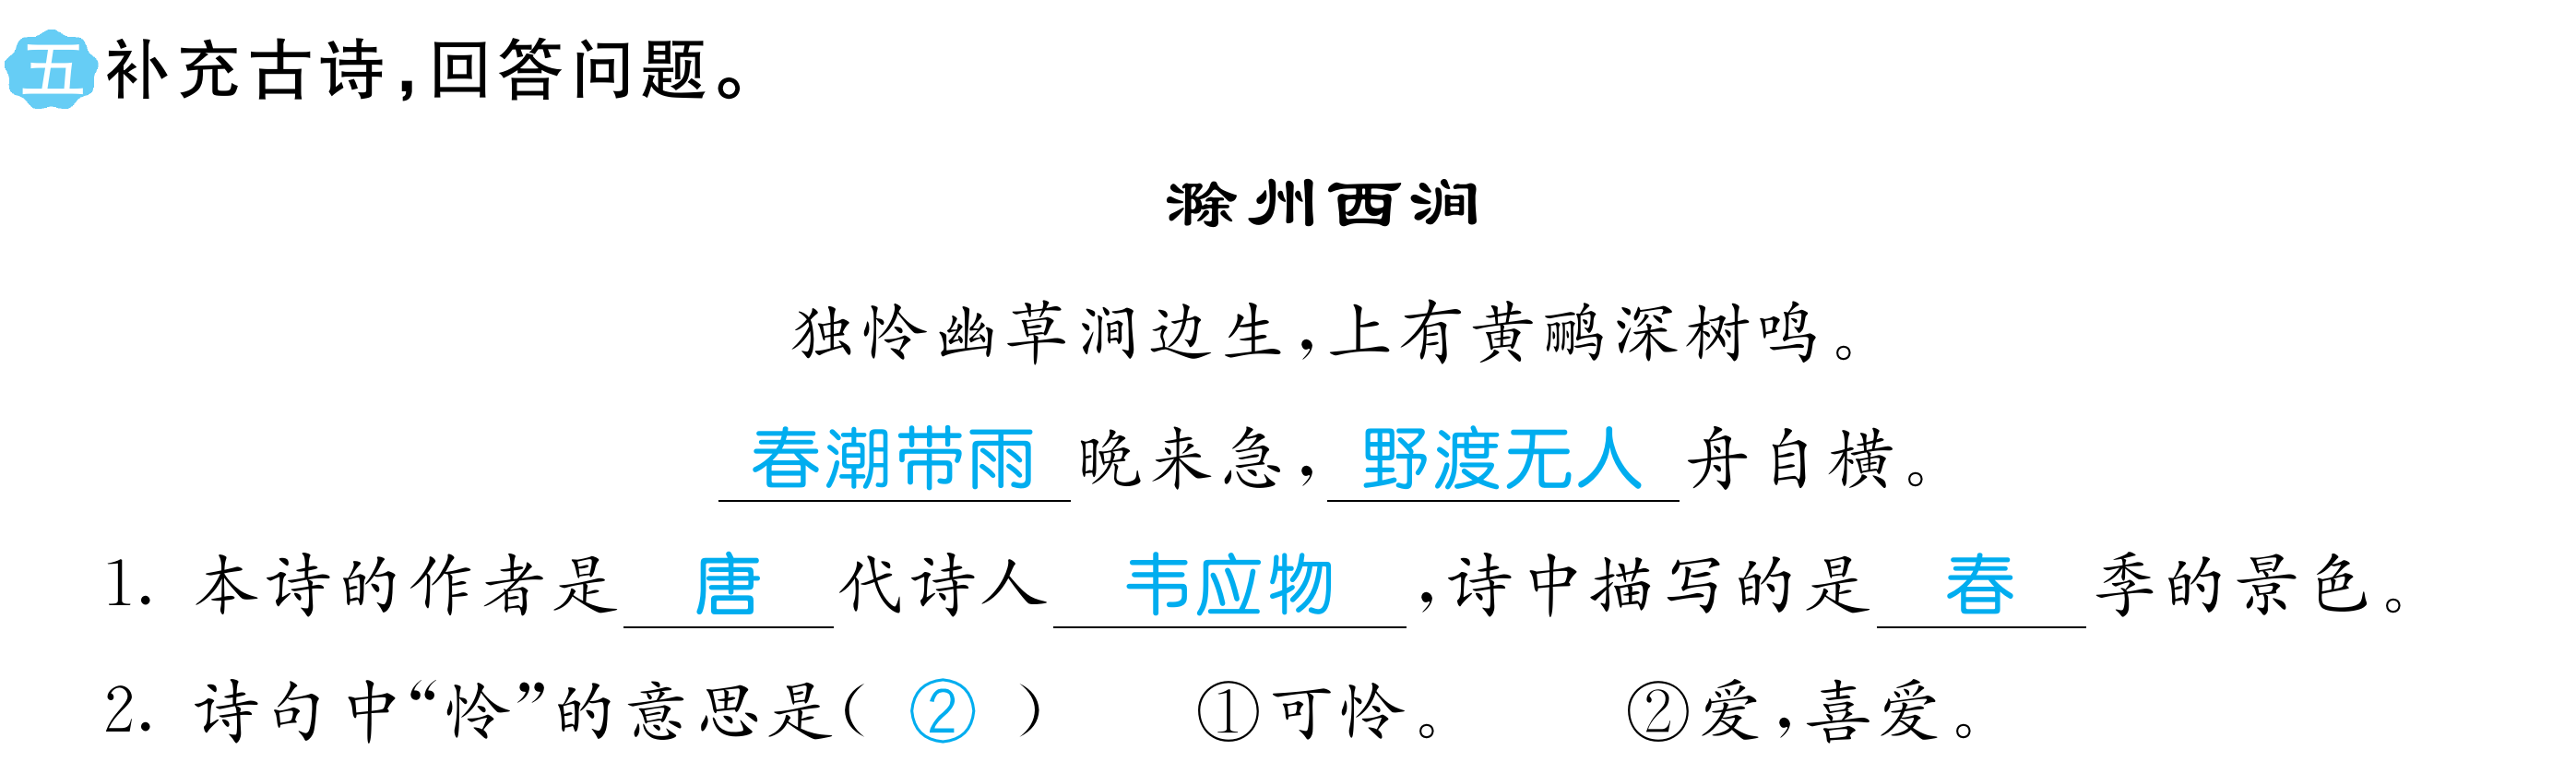 五 补充古诗,回答问题。
滁州西涧
独怜幽草涧边生,上有黄鹂深树鸣。
春潮带雨晚来急,野渡无人舟自横。
1. 本诗的作者是 唐 代诗人 韦应物 ,诗中描写的是 春 季的景色。
2. 诗句中“怜”的意思是( ② ) ①可怜。 ②爱,喜爱。